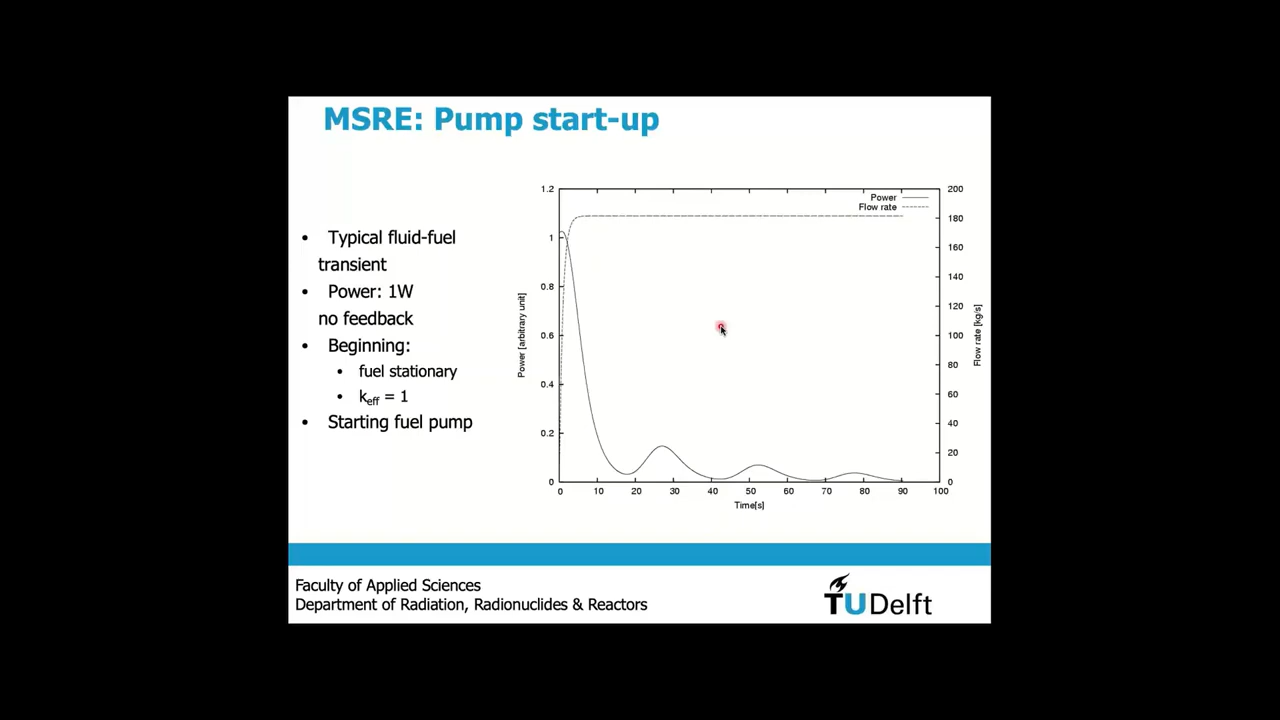 MSRE: Pump start-up
• Typical fluid-fuel
transient
• Power: 1W
no feedback
• Beginning:
• fuel stationary
• keff = 1
• Starting fuel pump
Power
Flow rate
1.2
1
0.8
0.6
0.4
0.2
0
Power [arbitrary unit]
200
180
160
140
120
100
80
60
40
20
0
Flow rate [kg/s]
0 10 20 30 40 50 60 70 80 90 100
Time[s]
Faculty of Applied Sciences
Department of Radiation, Radionuclides & Reactors
TUDelft